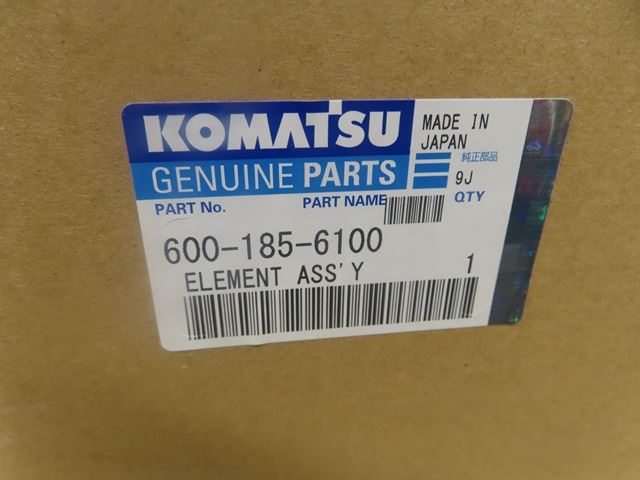 KOMATSU
GENUINE PARTS
MADE IN
JAPAN
純正部品
9J
PART No.
PART NAME
QTY
600-185-6100
ELEMENT ASS'Y
1